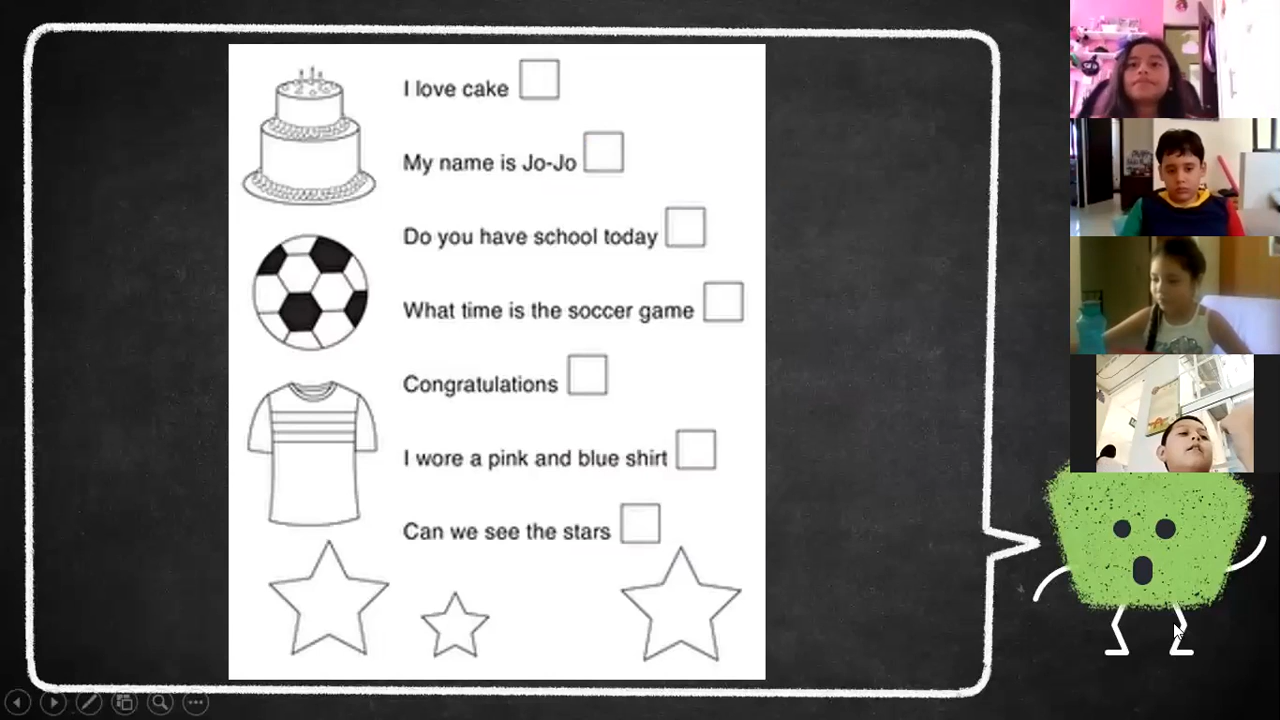 I love cake
My name is Jo-Jo
Do you have school today
What time is the soccer game
Congratulations
I wore a pink and blue shirt
Can we see the stars